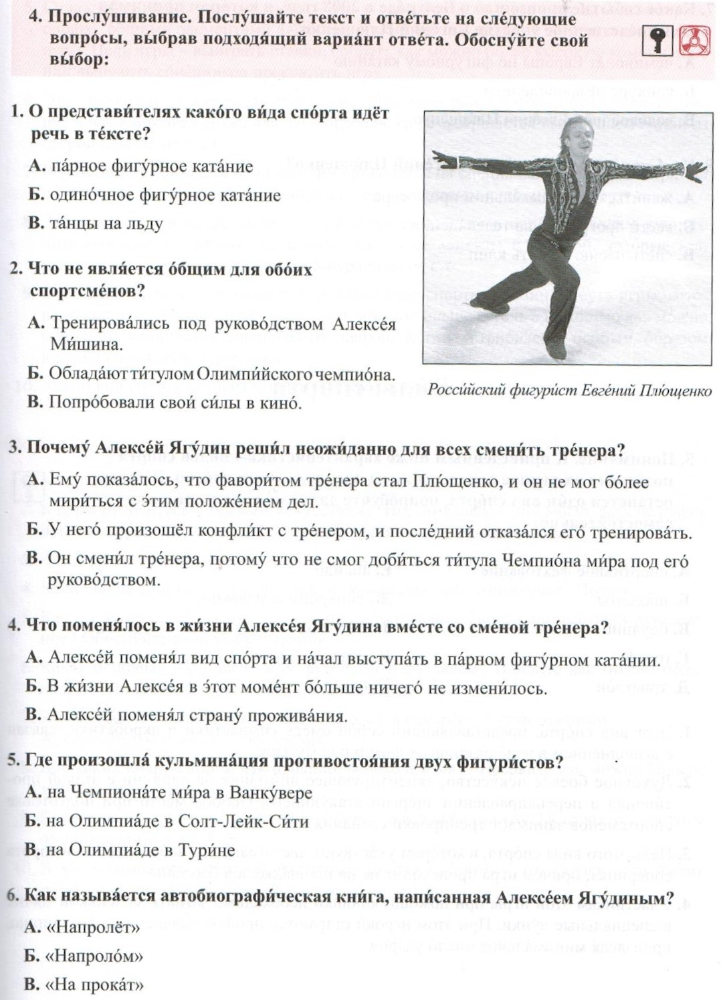 4. Прослу́шивание. Послу́шайте текст и отве́тьте на сле́дующие
вопро́сы, вы́брав подходя́щий вариа́нт отве́та. Обосну́йте свой
вы́бор:
1. О представи́телях како́го ви́да спо́рта идёт
речь в те́ксте?
А. па́рное фигу́рное ката́ние
Б. одино́чное фигу́рное ката́ние
В. та́нцы на льду
2. Что не явля́ется о́бщим для обо́их
спортсме́нов?
А. Тренирова́лись под руково́дством Алексе́я
Ми́шина.
Б. Облада́ют ти́тулом Олимпи́йского чемпио́на.
В. Попро́бовали свои́ си́лы в кино́.
Росси́йский фигури́ст Евге́ний Плю́щенко
3. Почему́ Алексе́й Ягу́дин реши́л неожи́данно для всех смени́ть тре́нера?
А. Ему́ показа́лось, что фавори́том тре́нера стал Плю́щенко, и он не мог бо́лее
мири́ться с э́тим положе́нием дел.
Б. У него́ произошёл конфли́кт с тре́нером, и после́дний отказа́лся его́ тренирова́ть.
В. Он смени́л тре́нера, потому́ что не смог доби́ться ти́тула Чемпио́на ми́ра под его́
руково́дством.
4. Что поменя́лось в жи́зни Алексе́я Ягу́дина вме́сте со сме́ной тре́нера?
А. Алексе́й поменя́л вид спо́рта и на́чал выступа́ть в па́рном фигу́рном ката́нии.
Б. В жи́зни Алексе́я в э́тот моме́нт бо́льше ничего́ не измени́лось.
В. Алексе́й поменя́л страну́ прожива́ния.
5. Где произошла́ кульмина́ция противостоя́ния двух фигури́стов?
А. на Чемпиона́те ми́ра в Ванку́вере
Б. на Олимпиа́де в Солт-Лейк-Си́ти
В. на Олимпиа́де в Тури́не
6. Как называ́ется автобиографи́ческая кни́га, напи́санная Алексе́ем Ягу́диным?
А. «Напролёт»
Б. «Напроло́м»
В. «На прока́т»